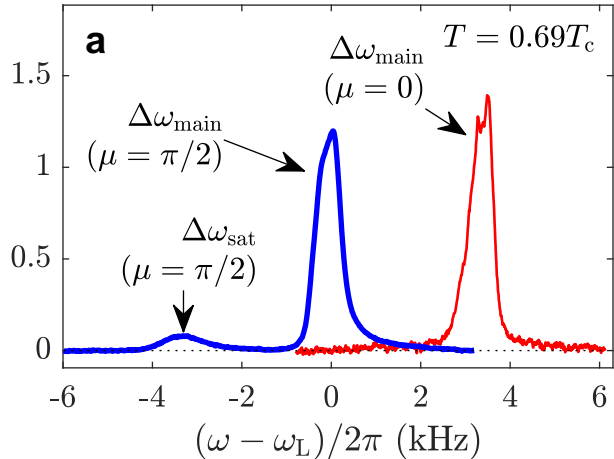 a
T = 0.69T_c
Δω_main
(μ = 0)
Δω_main
(μ = π/2)
Δω_sat
(μ = π/2)
1.5
1
0.5
0
-6 -4 -2 0 2 4 6
(ω − ω_L)/2π (kHz)